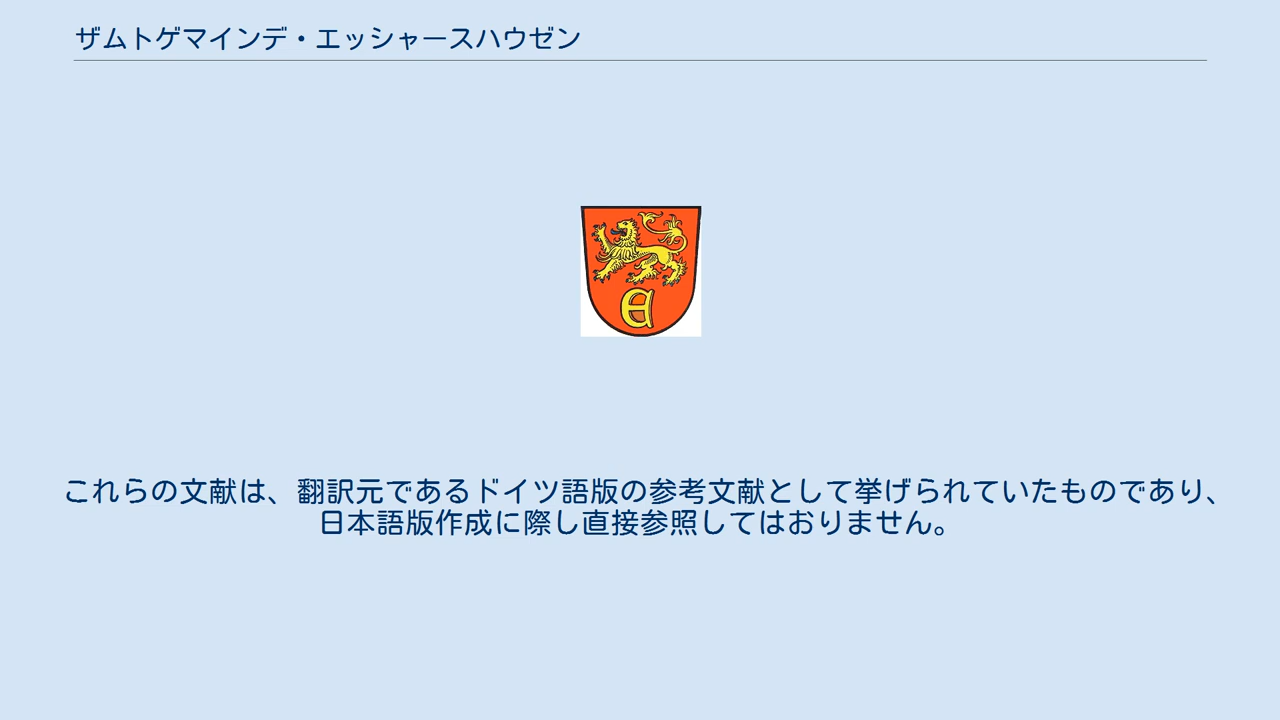 ザムトゲマインデ・エッシャースハウゼン
E
これらの文献は、翻訳元であるドイツ語版の参考文献として挙げられていたものであり、
日本語版作成に際し直接参照してはおりません。